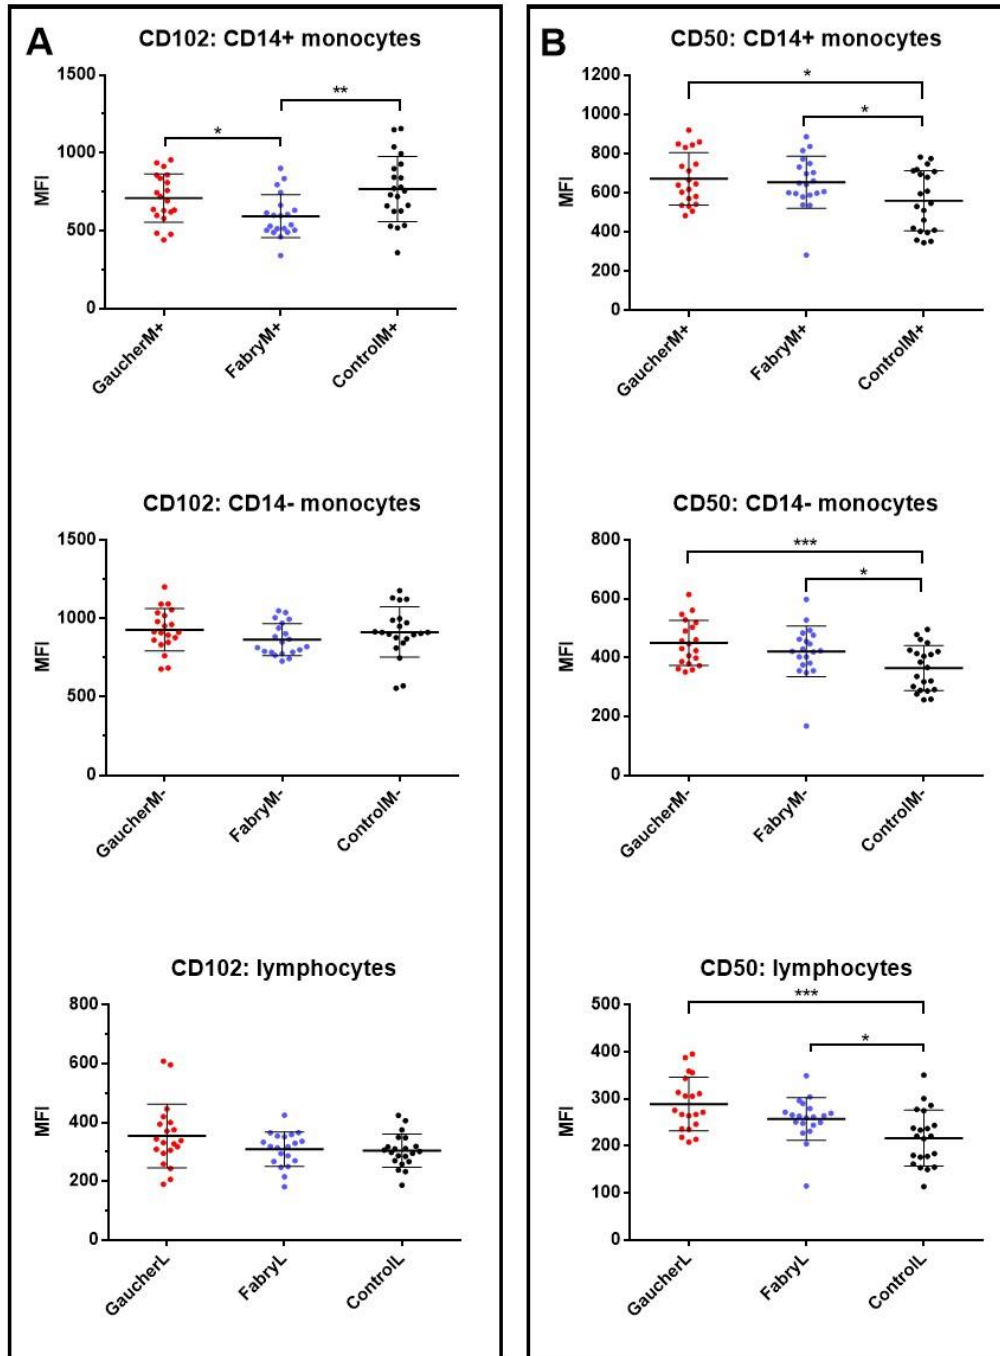 A
CD102: CD14+ monocytes
1500
1000
500
0
MFI
*
**
GaucherM+
FabryM+
ControlM+
CD102: CD14- monocytes
1500
1000
500
0
MFI
GaucherM-
FabryM-
ControlM-
CD102: lymphocytes
800
600
400
200
0
MFI
GaucherL
FabryL
ControlL
B
CD50: CD14+ monocytes
1200
1000
800
600
400
200
0
MFI
*
*
GaucherM+
FabryM+
ControlM+
CD50: CD14- monocytes
800
600
400
200
0
MFI
***
*
GaucherM-
FabryM-
ControlM-
CD50: lymphocytes
500
400
300
200
100
0
MFI
***
*
GaucherL
FabryL
ControlL